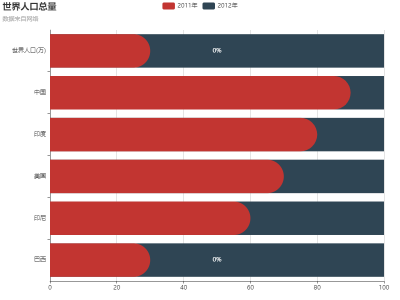 世界人口总量
数据来自网络
2011年 2012年
世界人口(万)
0%
中国
印度
美国
印尼
巴西
0%
0 20 40 60 80 100